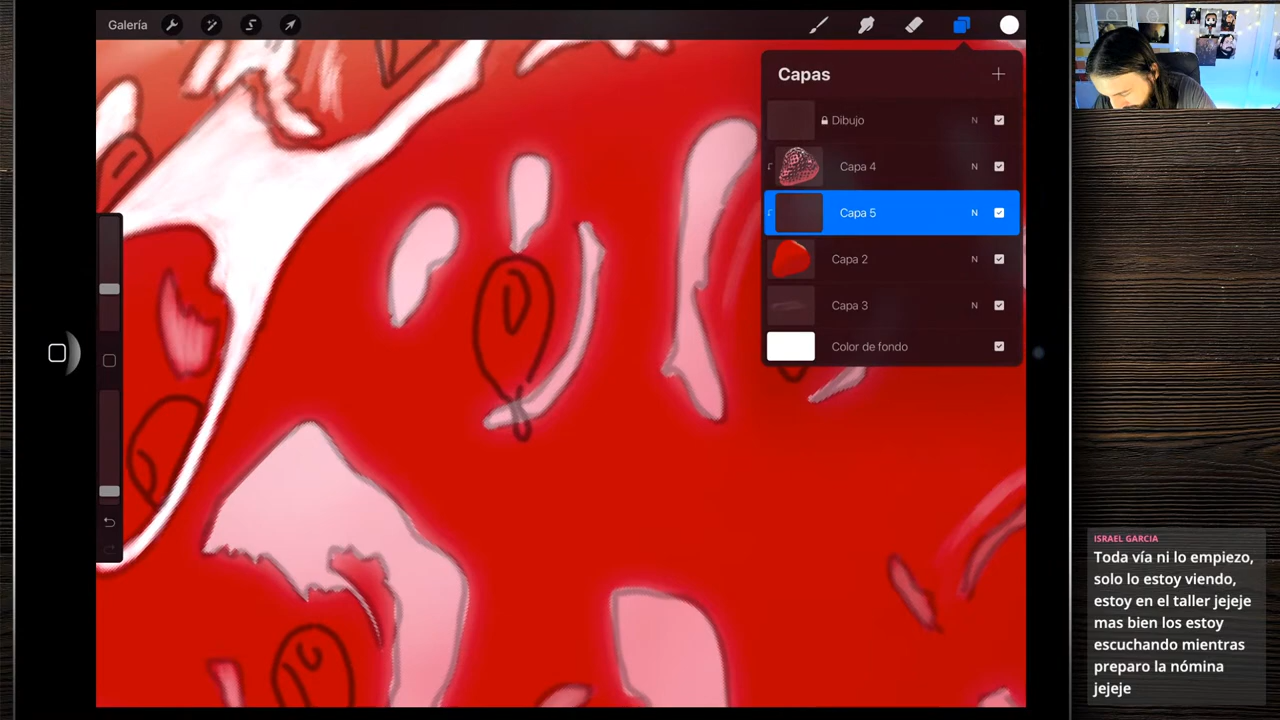 Galería
Capas
Dibujo N
Capa 4 N
Capa 5 N
Capa 2 N
Capa 3 N
Color de fondo
ISRAEL GARCIA
Toda vía ni lo empiezo,
solo lo estoy viendo,
estoy en el taller jejeje
mas bien los estoy
escuchando mientras
preparo la nómina
jejeje